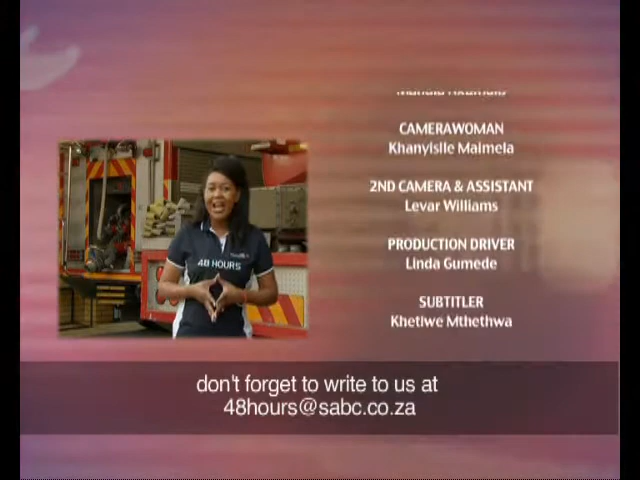 CAMERAWOMAN
Khanyisile Maimela
2ND CAMERA & ASSISTANT
Levar Williams
PRODUCTION DRIVER
Linda Gumede
SUBTITLER
Khetiwe Mthethwa
48 HOURS
don't forget to write to us at
48hours@sabc.co.za